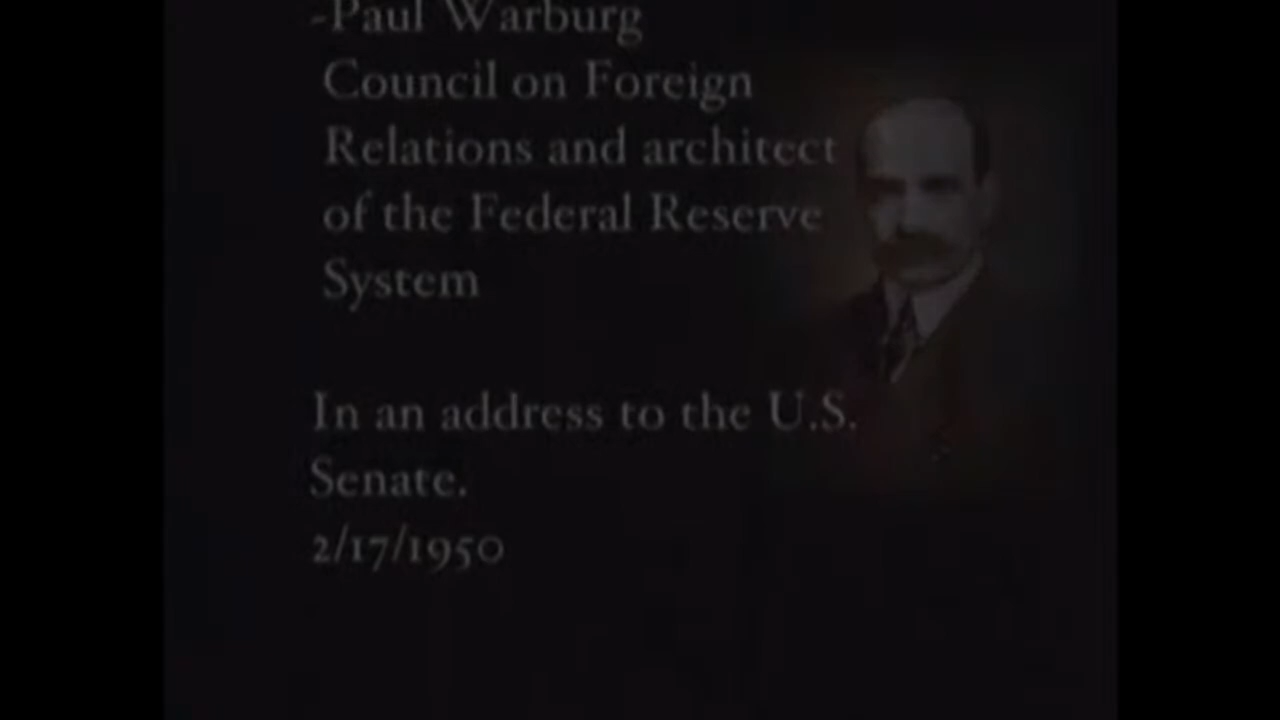 -Paul Warburg
Council on Foreign
Relations and architect
of the Federal Reserve
System
In an address to the U.S.
Senate.
2/17/1950